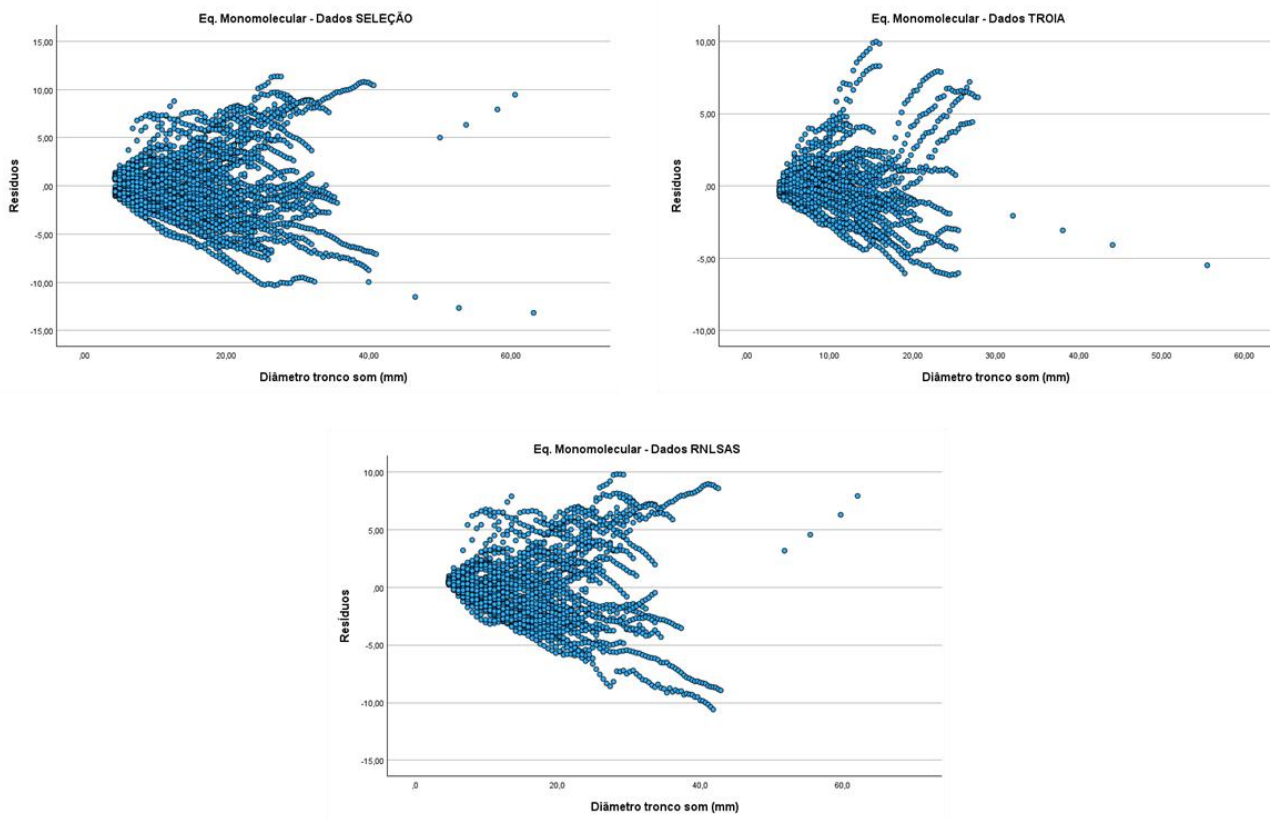 Eq. Monomolecular - Dados SELEÇÃO
15,00
10,00
5,00
,00
-5,00
-10,00
-15,00
Resíduos
,00 20,00 40,00 60,00
Diâmetro tronco som (mm)
Eq. Monomolecular - Dados TROIA
10,00
5,00
,00
-5,00
-10,00
Resíduos
,00 10,00 20,00 30,00 40,00 50,00 60,00
Diâmetro tronco som (mm)
Eq. Monomolecular - Dados RNLSAS
10,00
5,00
,00
-5,00
-10,00
-15,00
Resíduos
,0 20,0 40,0 60,0
Diâmetro tronco som (mm)